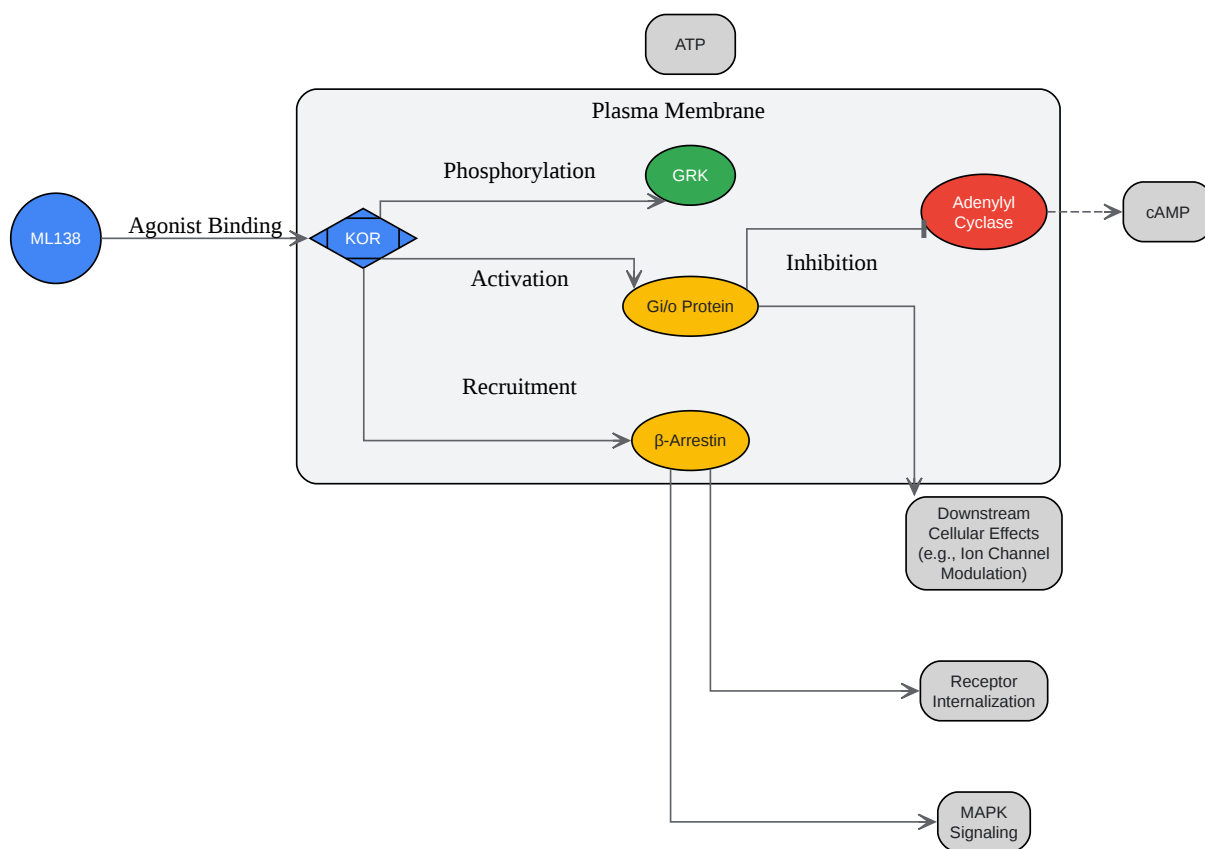 ATP
Plasma Membrane
Phosphorylation
GRK
Adenylyl
Cyclase
cAMP
ML138
Agonist Binding
KOR
Activation
Inhibition
Gi/o Protein
Recruitment
β-Arrestin
Downstream
Cellular Effects
(e.g., Ion Channel
Modulation)
Receptor
Internalization
MAPK
Signaling